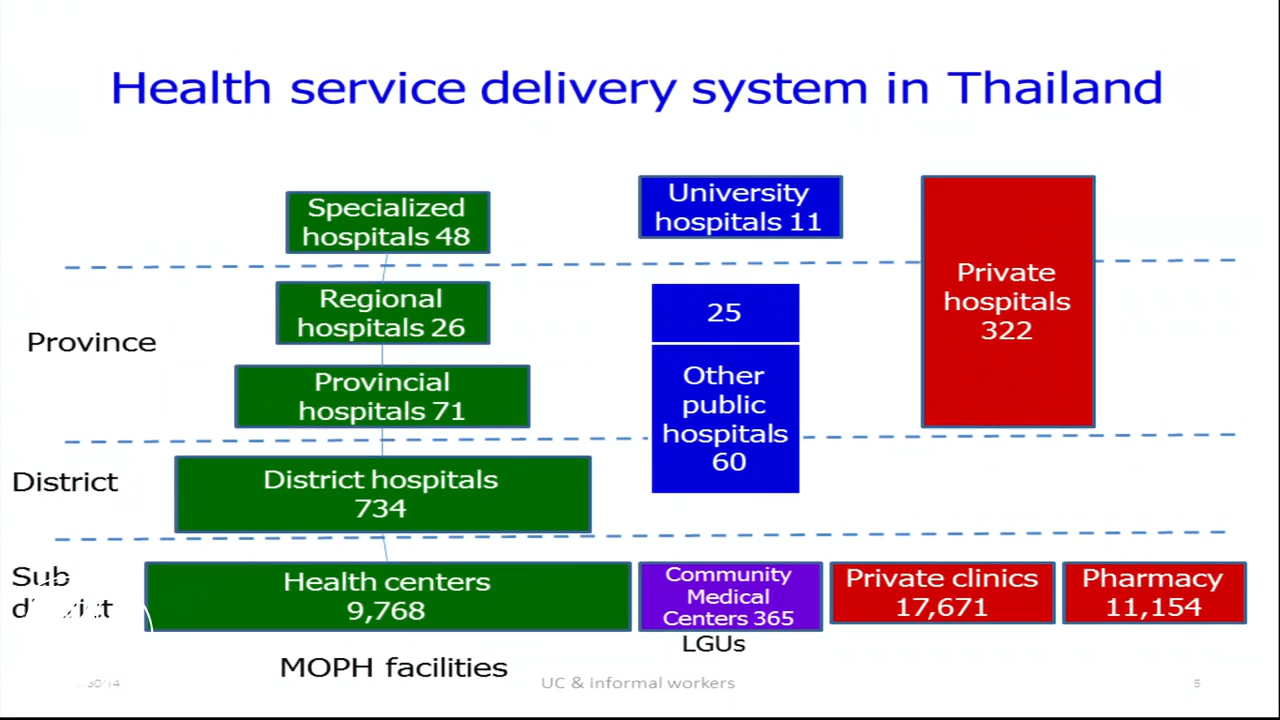 Health service delivery system in Thailand
Specialized
hospitals 48
University
hospitals 11
Private
hospitals
322
Province
Regional
hospitals 26
25
Provincial
hospitals 71
Other
public
hospitals
60
District
District hospitals
734
Sub
Health centers
9,768
Community
Medical
Centers 365
Private clinics
17,671
Pharmacy
11,154
LGUs
MOPH facilities
UC & informal workers